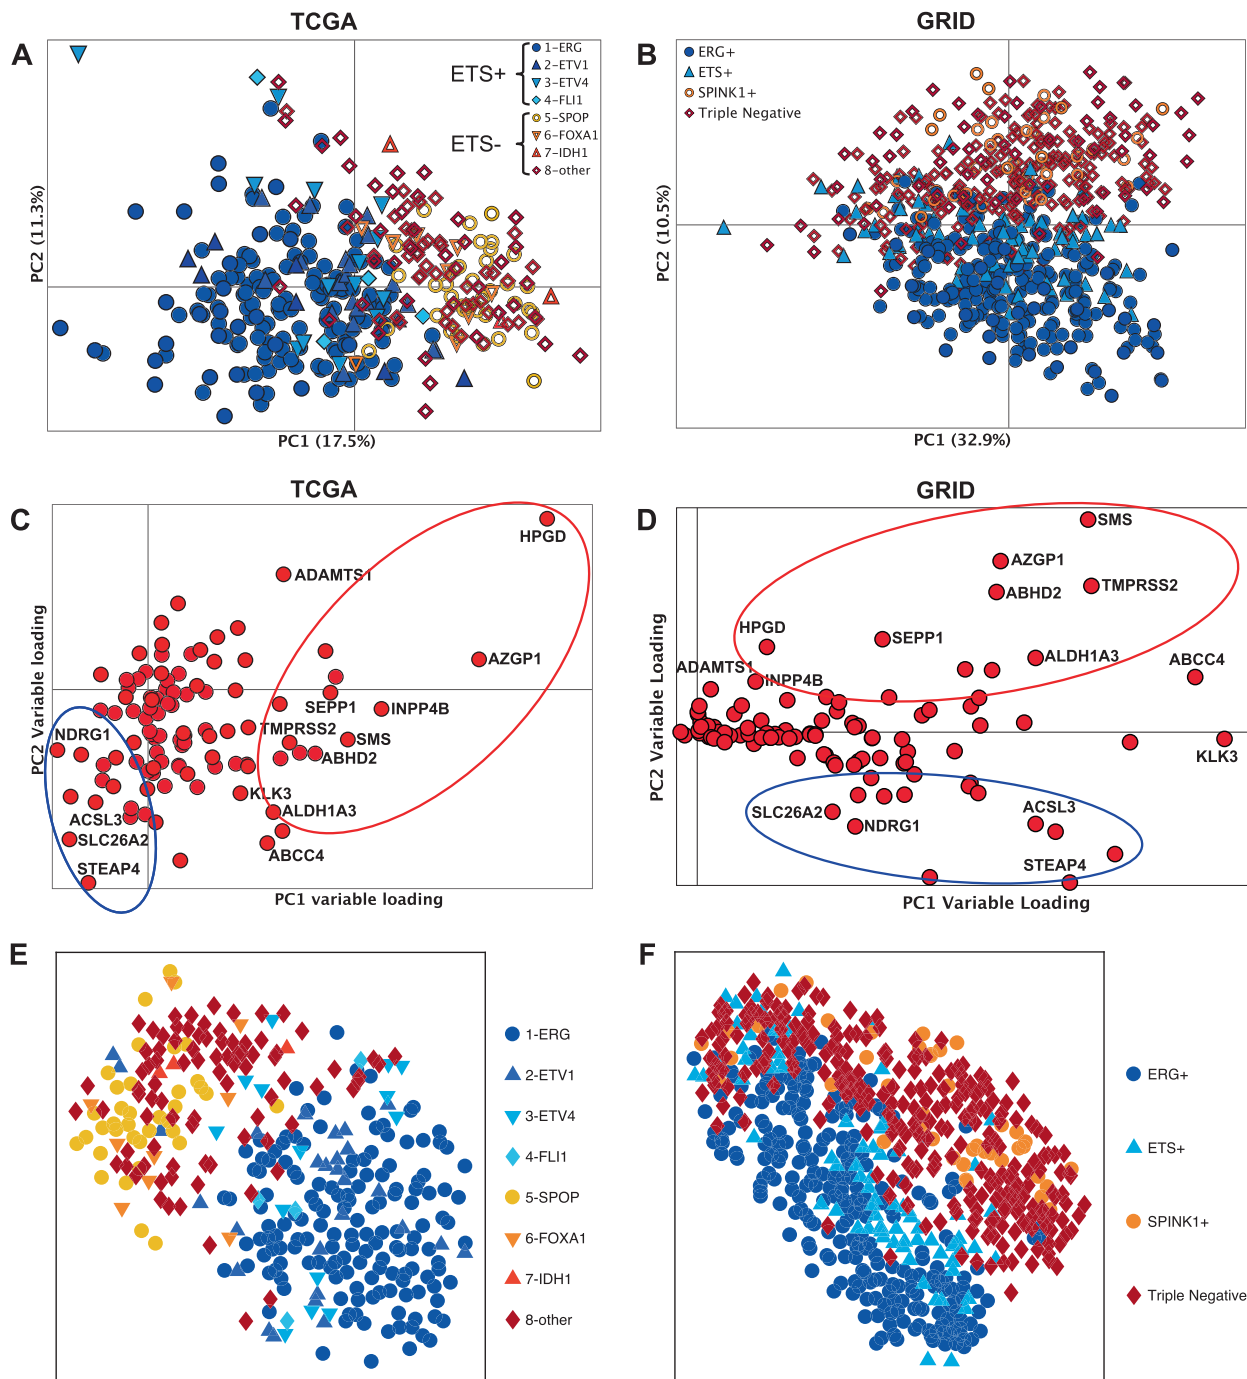 TCGA
A
ETS+
1-ERG
2-ETV1
3-ETV4
4-FLI1
ETS-
5-SPOP
6-FOXA1
7-IDH1
8-other
PC2 (11.3%)
PC1 (17.5%)
GRID
B
ERG+
ETS+
SPINK1+
Triple Negative
PC2 (10.5%)
PC1 (32.9%)
TCGA
C
HPGD
ADAMTS1
AZGP1
SEPP1
INPP4B
NDRG1
TMPRSS2
SMS
ABHD2
KLK3
ACSL3
ALDH1A3
SLC26A2
ABCC4
STEAP4
PC2 Variable loading
PC1 variable loading
GRID
D
SMS
AZGP1
ABHD2
TMPRSS2
HPGD
SEPP1
ALDH1A3
ABCC4
ADAMTS1
INPP4B
KLK3
SLC26A2
NDRG1
ACSL3
STEAP4
PC2 Variable Loading
PC1 Variable Loading
E
1-ERG
2-ETV1
3-ETV4
4-FLI1
5-SPOP
6-FOXA1
7-IDH1
8-other
F
ERG+
ETS+
SPINK1+
Triple Negative